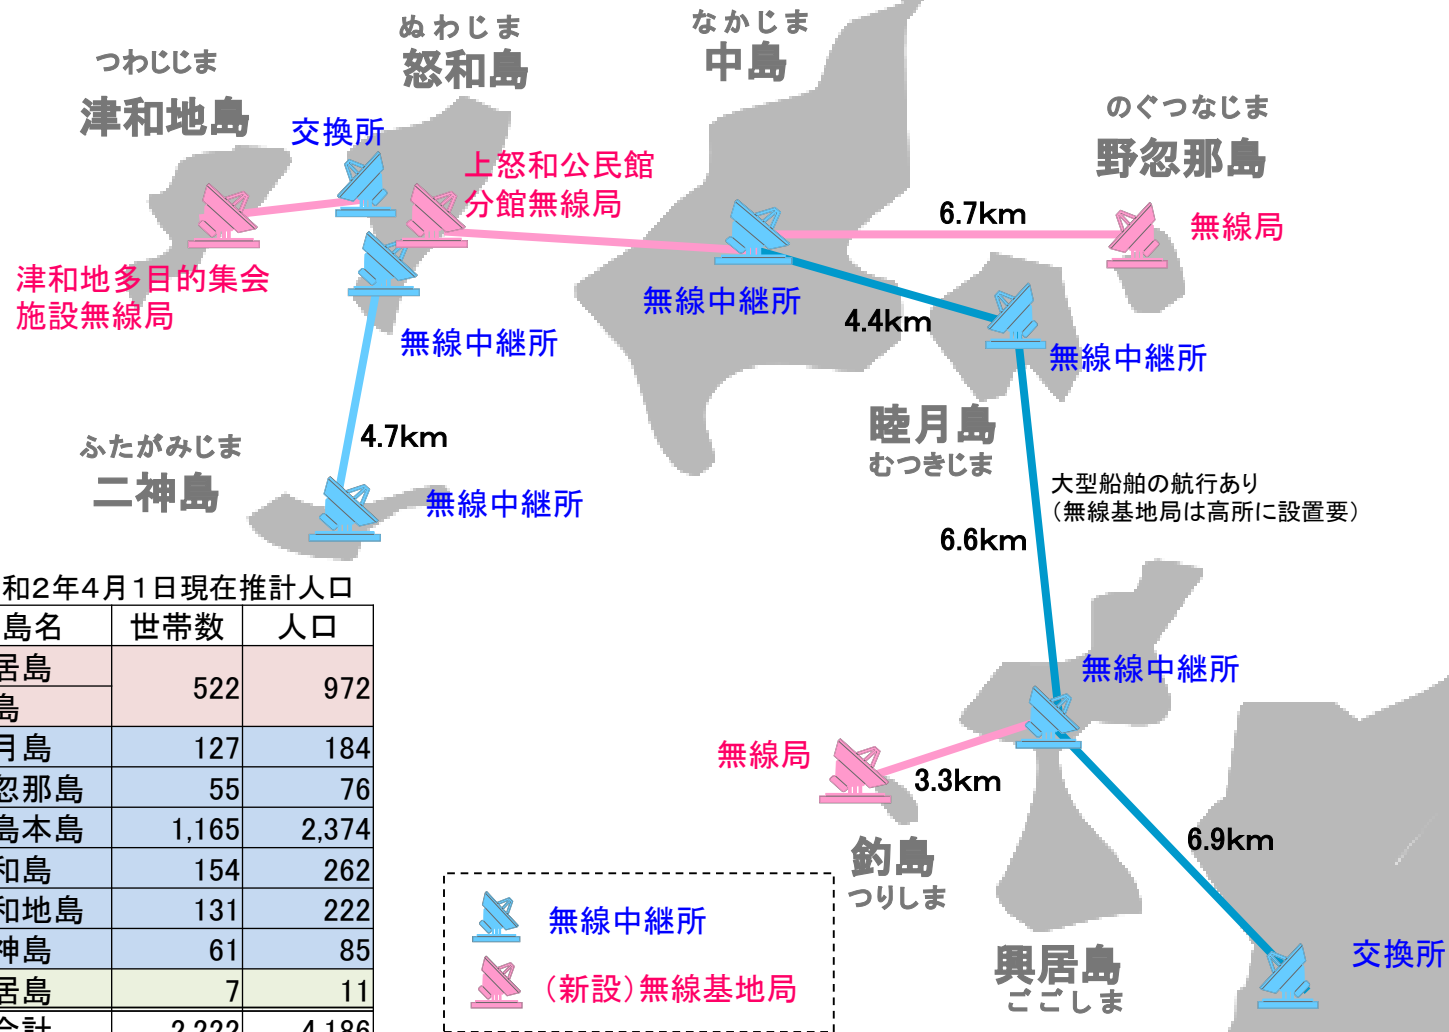 ぬわじま
怒和島
なかじま
中島
つわじじま
津和地島
のぐつなじま
野忽那島
交換所
上怒和公民館
分館無線局
6.7km
無線局
津和地多目的集会
施設無線局
無線中継所
4.4km
無線中継所
無線中継所
睦月島
むつきじま
4.7km
ふたがみじま
二神島
無線中継所
大型船舶の航行あり
（無線基地局は高所に設置要）
6.6km
和2年4月1日現在推計人口
島名 世帯数 人口
居島 522 972
島
月島 127 184
忽那島 55 76
島本島 1,165 2,374
和島 154 262
和地島 131 222
神島 61 85
居島 7 11
合計 2,222 4,186
無線中継所
無線局
3.3km
釣島
つりしま
6.9km
興居島
ごごしま
交換所
無線中継所
（新設）無線基地局